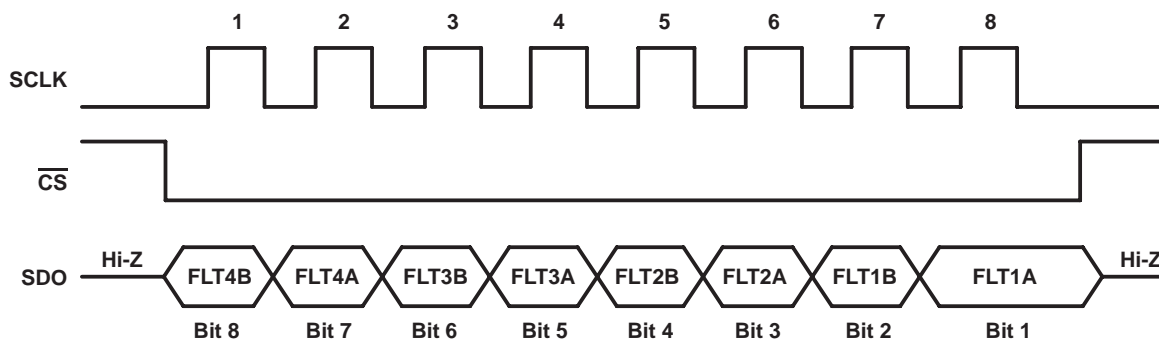 1 2 3 4 5 6 7 8
SCLK
CS
Hi-Z Hi-Z
SDO FLT4B FLT4A FLT3B FLT3A FLT2B FLT2A FLT1B FLT1A
Bit 8 Bit 7 Bit 6 Bit 5 Bit 4 Bit 3 Bit 2 Bit 1